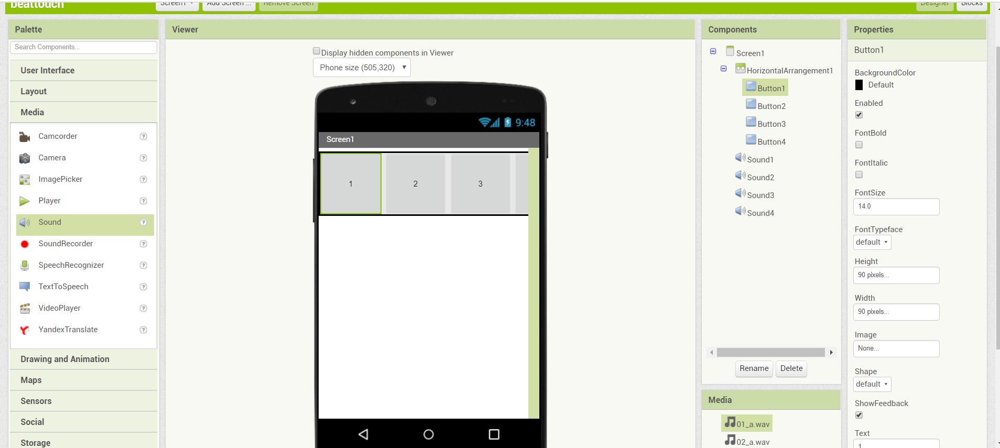 beattouch
Screen1
Add Screen ...
Remove Screen
Designer
Blocks
Palette
Search Components...
User Interface
Layout
Media
Camcorder
Camera
ImagePicker
Player
Sound
SoundRecorder
SpeechRecognizer
TextToSpeech
VideoPlayer
YandexTranslate
Drawing and Animation
Maps
Sensors
Social
Storage
Viewer
Display hidden components in Viewer
Phone size (505,320)
9:48
Screen1
1
2
3
Components
Screen1
HorizontalArrangement1
Button1
Button2
Button3
Button4
Sound1
Sound2
Sound3
Sound4
Rename
Delete
Media
01_a.wav
02_a.wav
Properties
Button1
BackgroundColor
Default
Enabled
FontBold
FontItalic
FontSize
14.0
FontTypeface
default
Height
90 pixels...
Width
90 pixels...
Image
None...
Shape
default
ShowFeedback
Text
1